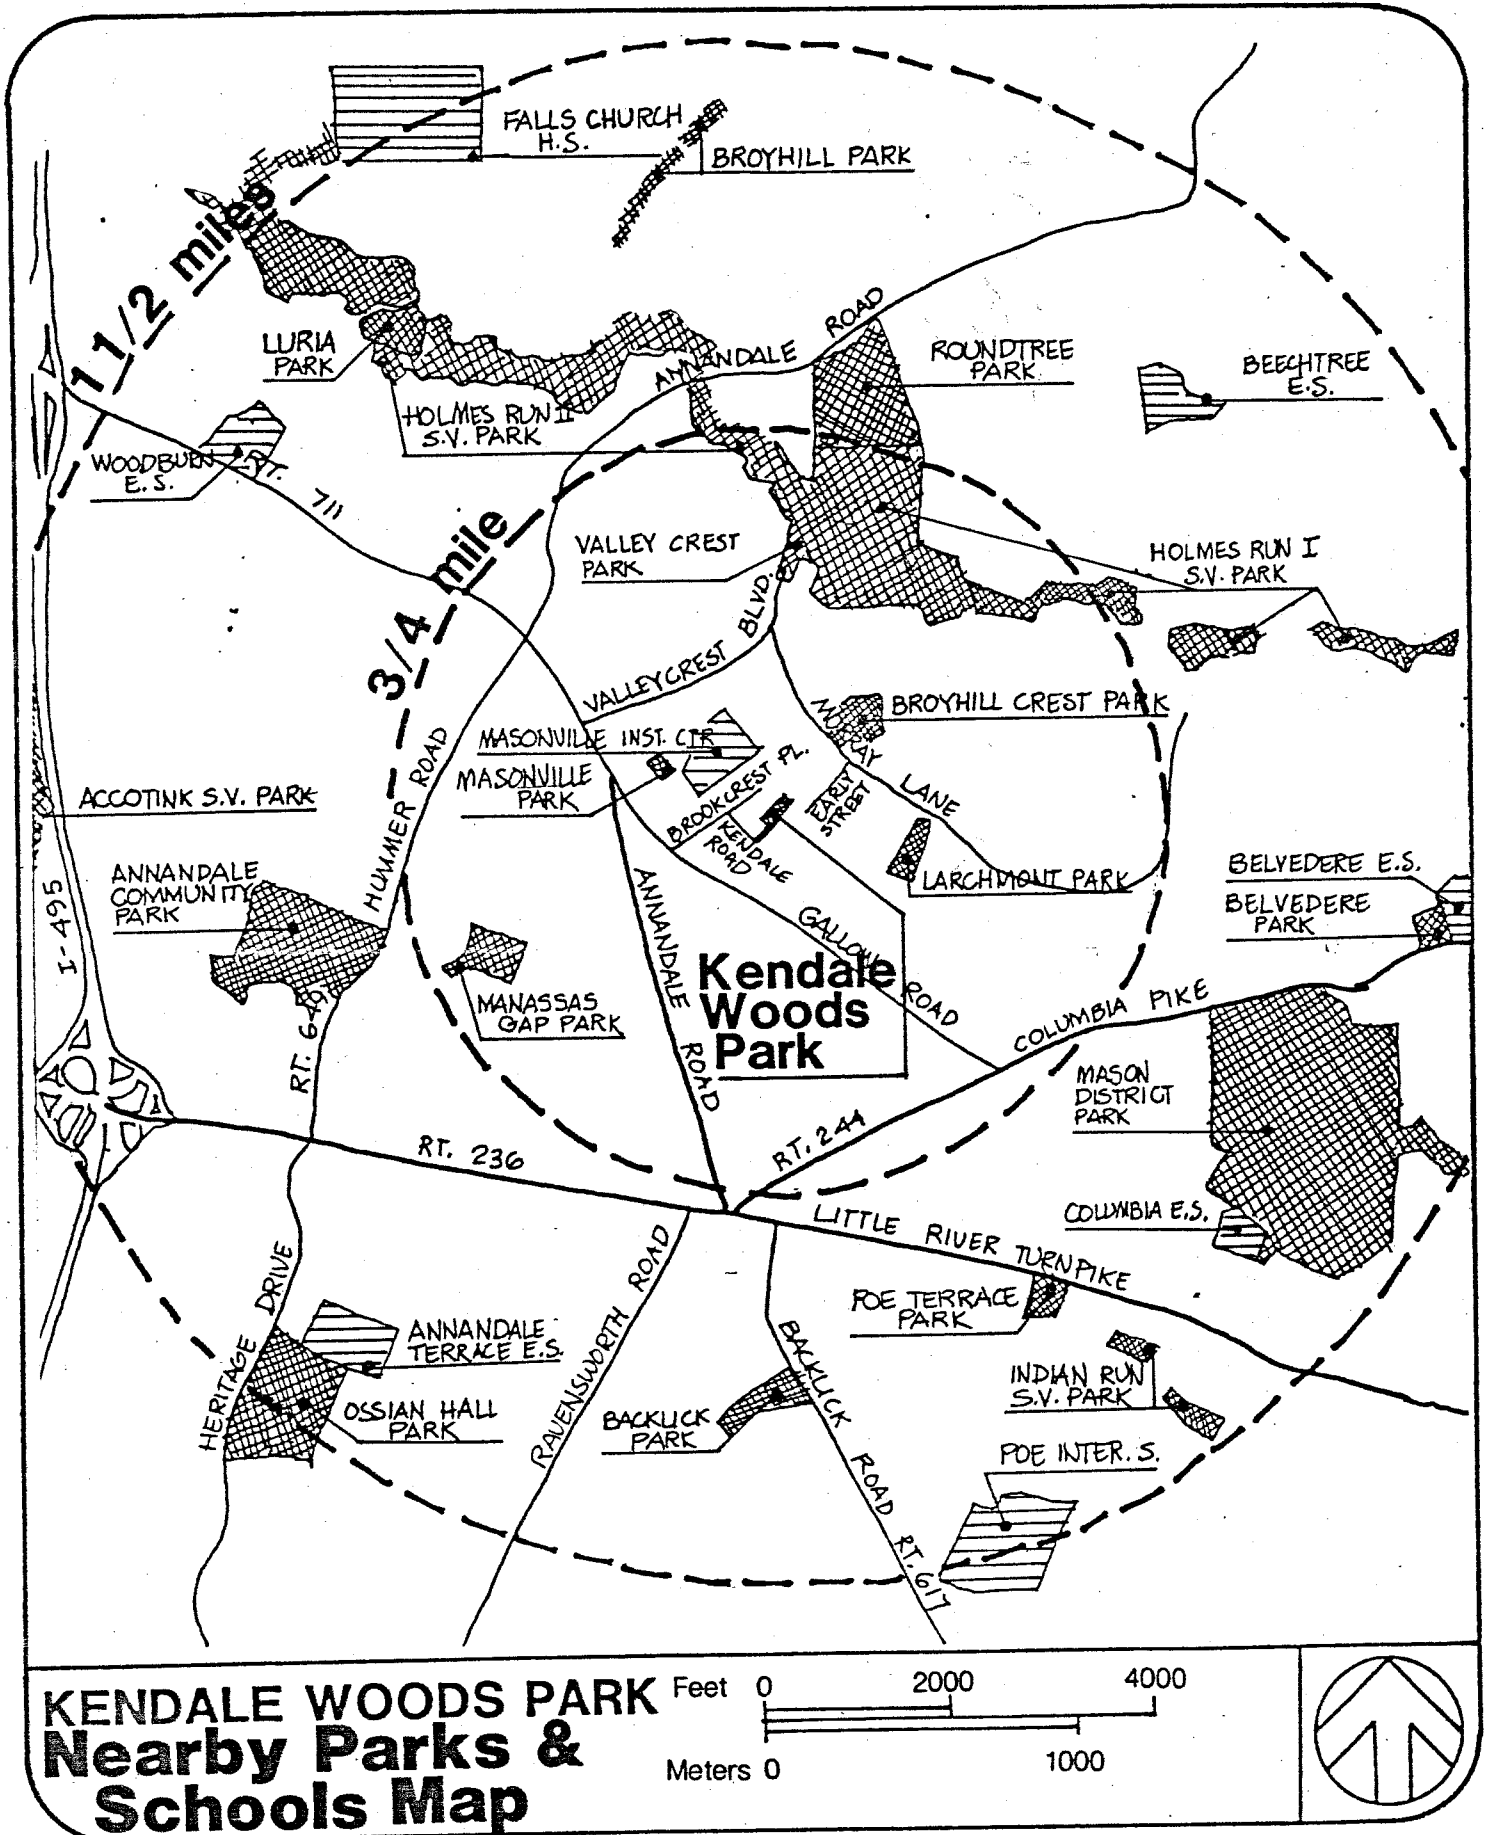 FALLS CHURCH
H.S.
BROYHILL PARK
1 1/2 miles
LURIA
PARK
ANNANDALE ROAD
ROUNDTREE
PARK
BEECHTREE
E.S.
HOLMES RUN II
S.V. PARK
WOODBURN
E.S.
RT. 711
3/4 mile
VALLEY CREST
PARK
HOLMES RUN I
S.V. PARK
VALLEYCREST BLVD.
BROYHILL CREST PARK
MURRAY LANE
MASONVILLE INST. CTR
MASONVILLE
PARK
BROOKCREST PL.
EARLY
STREET
KENDALE
ROAD
ACCOTINK S.V. PARK
HUMMER ROAD
LARCHMONT PARK
ANNANDALE
COMMUNITY
PARK
BELVEDERE E.S.
BELVEDERE
PARK
I-495
ANNANDALE ROAD
GALLOWS ROAD
Kendale
Woods
Park
MANASSAS
GAP PARK
RT. 649
COLUMBIA PIKE
MASON
DISTRICT
PARK
RT. 236
RT. 244
COLUMBIA E.S.
LITTLE RIVER TURNPIKE
HERITAGE DRIVE
RAVENSWORTH ROAD
POE TERRACE
PARK
ANNANDALE
TERRACE E.S.
INDIAN RUN
S.V. PARK
OSSIAN HALL
PARK
BACKLICK
PARK
BACKLICK ROAD RT. 617
POE INTER. S.
KENDALE WOODS PARK
Nearby Parks &
Schools Map
Feet 0 2000 4000
Meters 0 1000